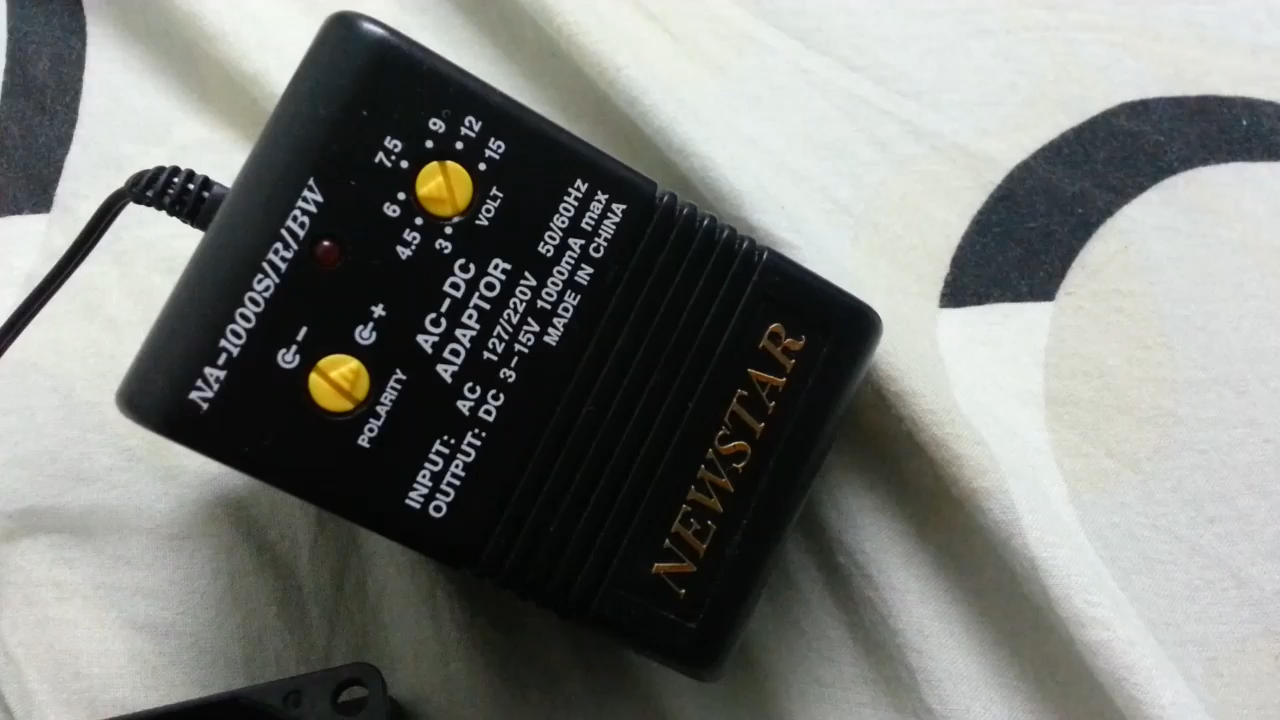 NA-1000S/R/BW
3 4.5 6 7.5 9 12 15
VOLT
- +
POLARITY
AC-DC
ADAPTOR
INPUT: AC 127/220V 50/60Hz
OUTPUT: DC 3-15V 1000mA max
MADE IN CHINA
NEWSTAR